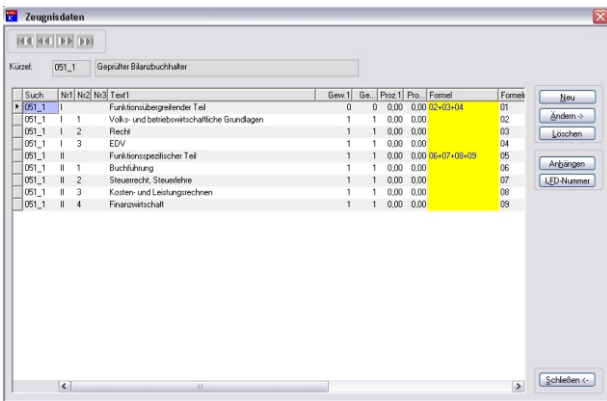 Zeugnisdaten
Kürzel: 051_1 Geprüfter Bilanzbuchhalter
Such Nr1 Nr2 Nr3 Text1 Gew.1 Ge... Proz.1 Pro... Formel Formel
051_1 I Funktionsübergreifender Teil 0 0 0,00 0,00 02+03+04 01
051_1 I 1 Volks- und betriebswirtschaftliche Grundlagen 1 1 0,00 0,00 02
051_1 I 2 Recht 1 1 0,00 0,00 03
051_1 I 3 EDV 1 1 0,00 0,00 04
051_1 II Funktionsspezifischer Teil 1 1 0,00 0,00 06+07+08+09 05
051_1 II 1 Buchführung 1 1 0,00 0,00 06
051_1 II 2 Steuerrecht, Steuerlehre 1 1 0,00 0,00 07
051_1 II 3 Kosten- und Leistungsrechnen 1 1 0,00 0,00 08
051_1 II 4 Finanzwirtschaft 1 1 0,00 0,00 09
Neu
Ändern ->
Löschen
Anhängen
LFD-Nummer
Schließen <-